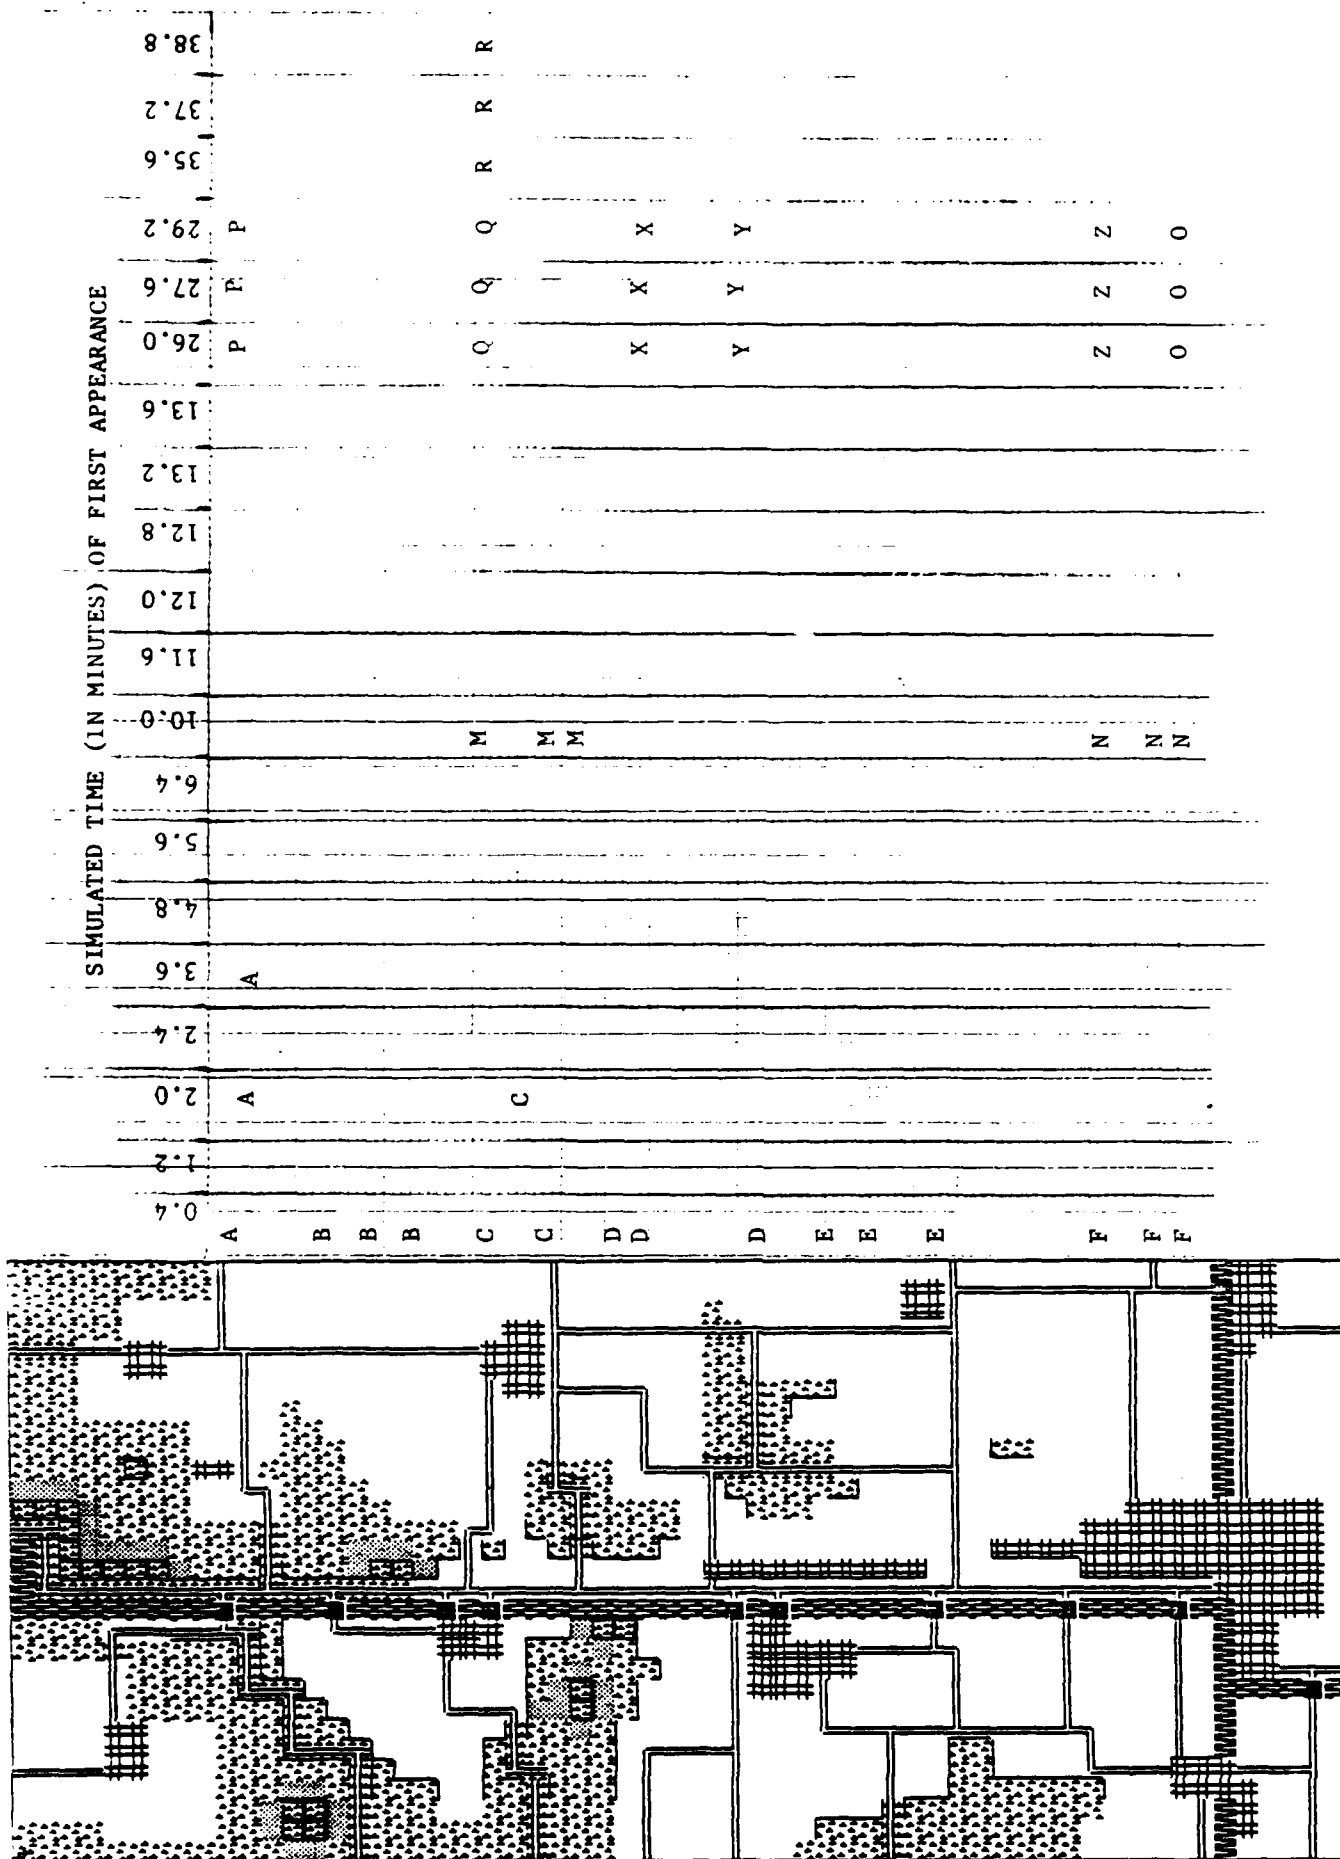 SIMULATED TIME (IN MINUTES) OF FIRST APPEARANCE
38.8 R
37.2 R
35.6 R
29.2 P Q X Y Z O
27.6 P Q X Y Z O
26.0 P Q X Y Z O
13.6
13.2
12.8
12.0
11.6
10.0 M M M N N N
6.4
5.6
4.8
3.6 A
2.4
2.0 A C
1.2
0.4 A B B B C C D D D E E E F F F